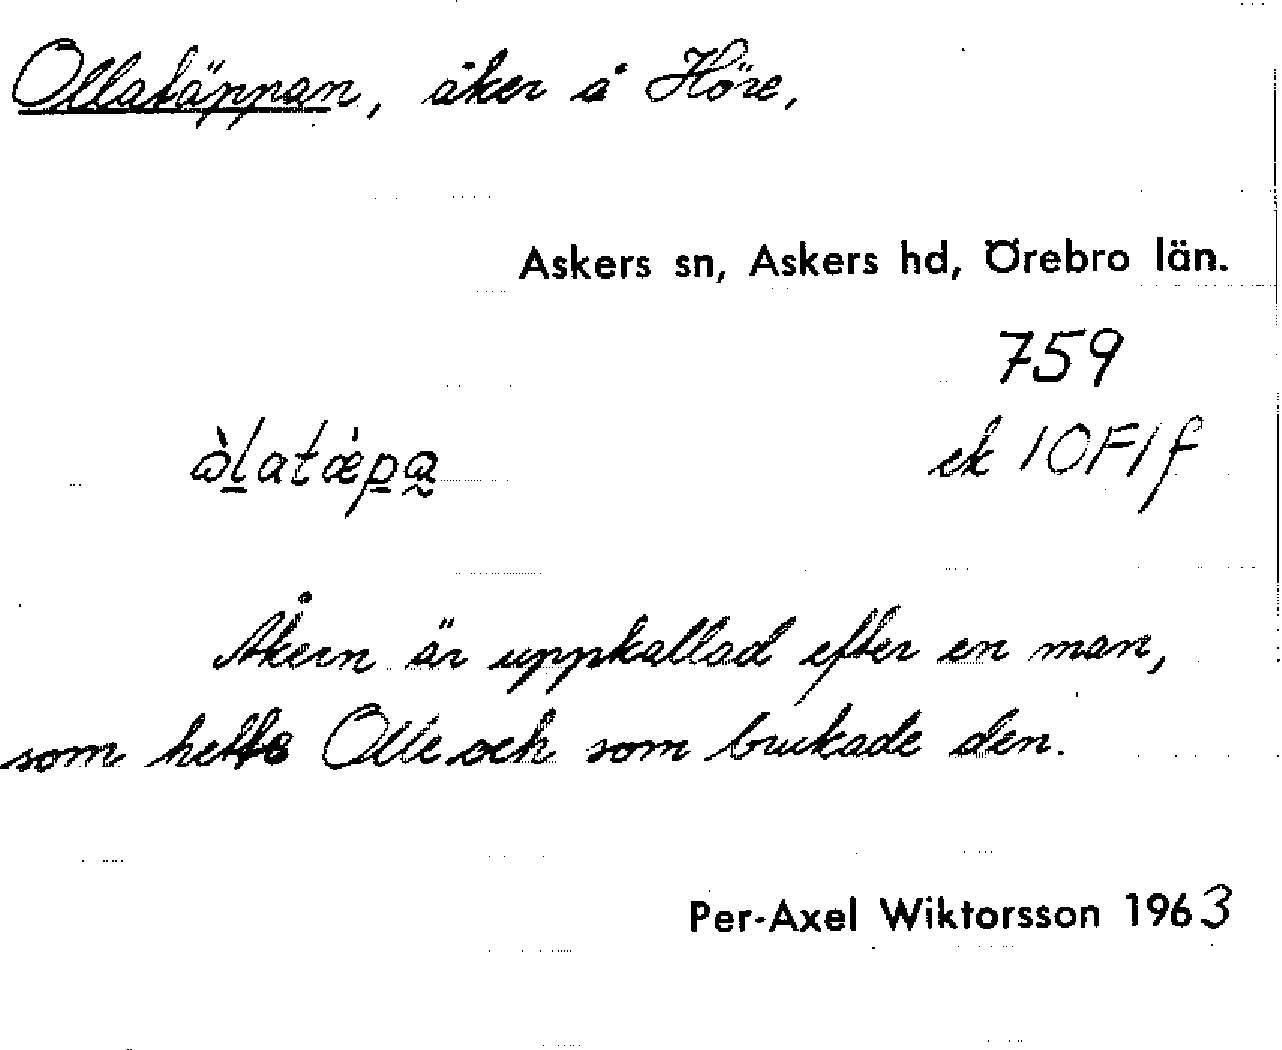 Ollatäppan, åker å Höre,
Askers sn, Askers hd, Örebro län.
759
ek 10F1f
Åkern är uppkallad efter en man,
som hette Olle och som brukade den.
Per-Axel Wiktorsson 1963